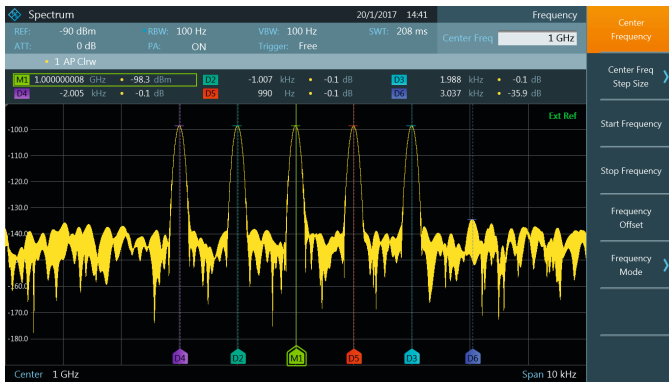 Spectrum 20/1/2017 14:41 Frequency
REF: -90 dBm RBW: 100 Hz VBW: 100 Hz SWT: 208 ms
ATT: 0 dB PA: ON Trigger: Free
Center Freq 1 GHz
• 1 AP Clrw
M1 1.000000008 GHz • -98.3 dBm D2 -1.007 kHz • -0.1 dB D3 1.988 kHz • -0.1 dB
D4 -2.005 kHz • -0.1 dB D5 990 Hz • -0.1 dB D6 3.037 kHz • -35.9 dB
Ext Ref
-100.0
-110.0
-120.0
-130.0
-140.0
-150.0
-160.0
-170.0
-180.0
D4 D2 M1 D5 D3 D6
Center 1 GHz Span 10 kHz
Center
Frequency
Center Freq
Step Size
Start Frequency
Stop Frequency
Frequency
Offset
Frequency
Mode